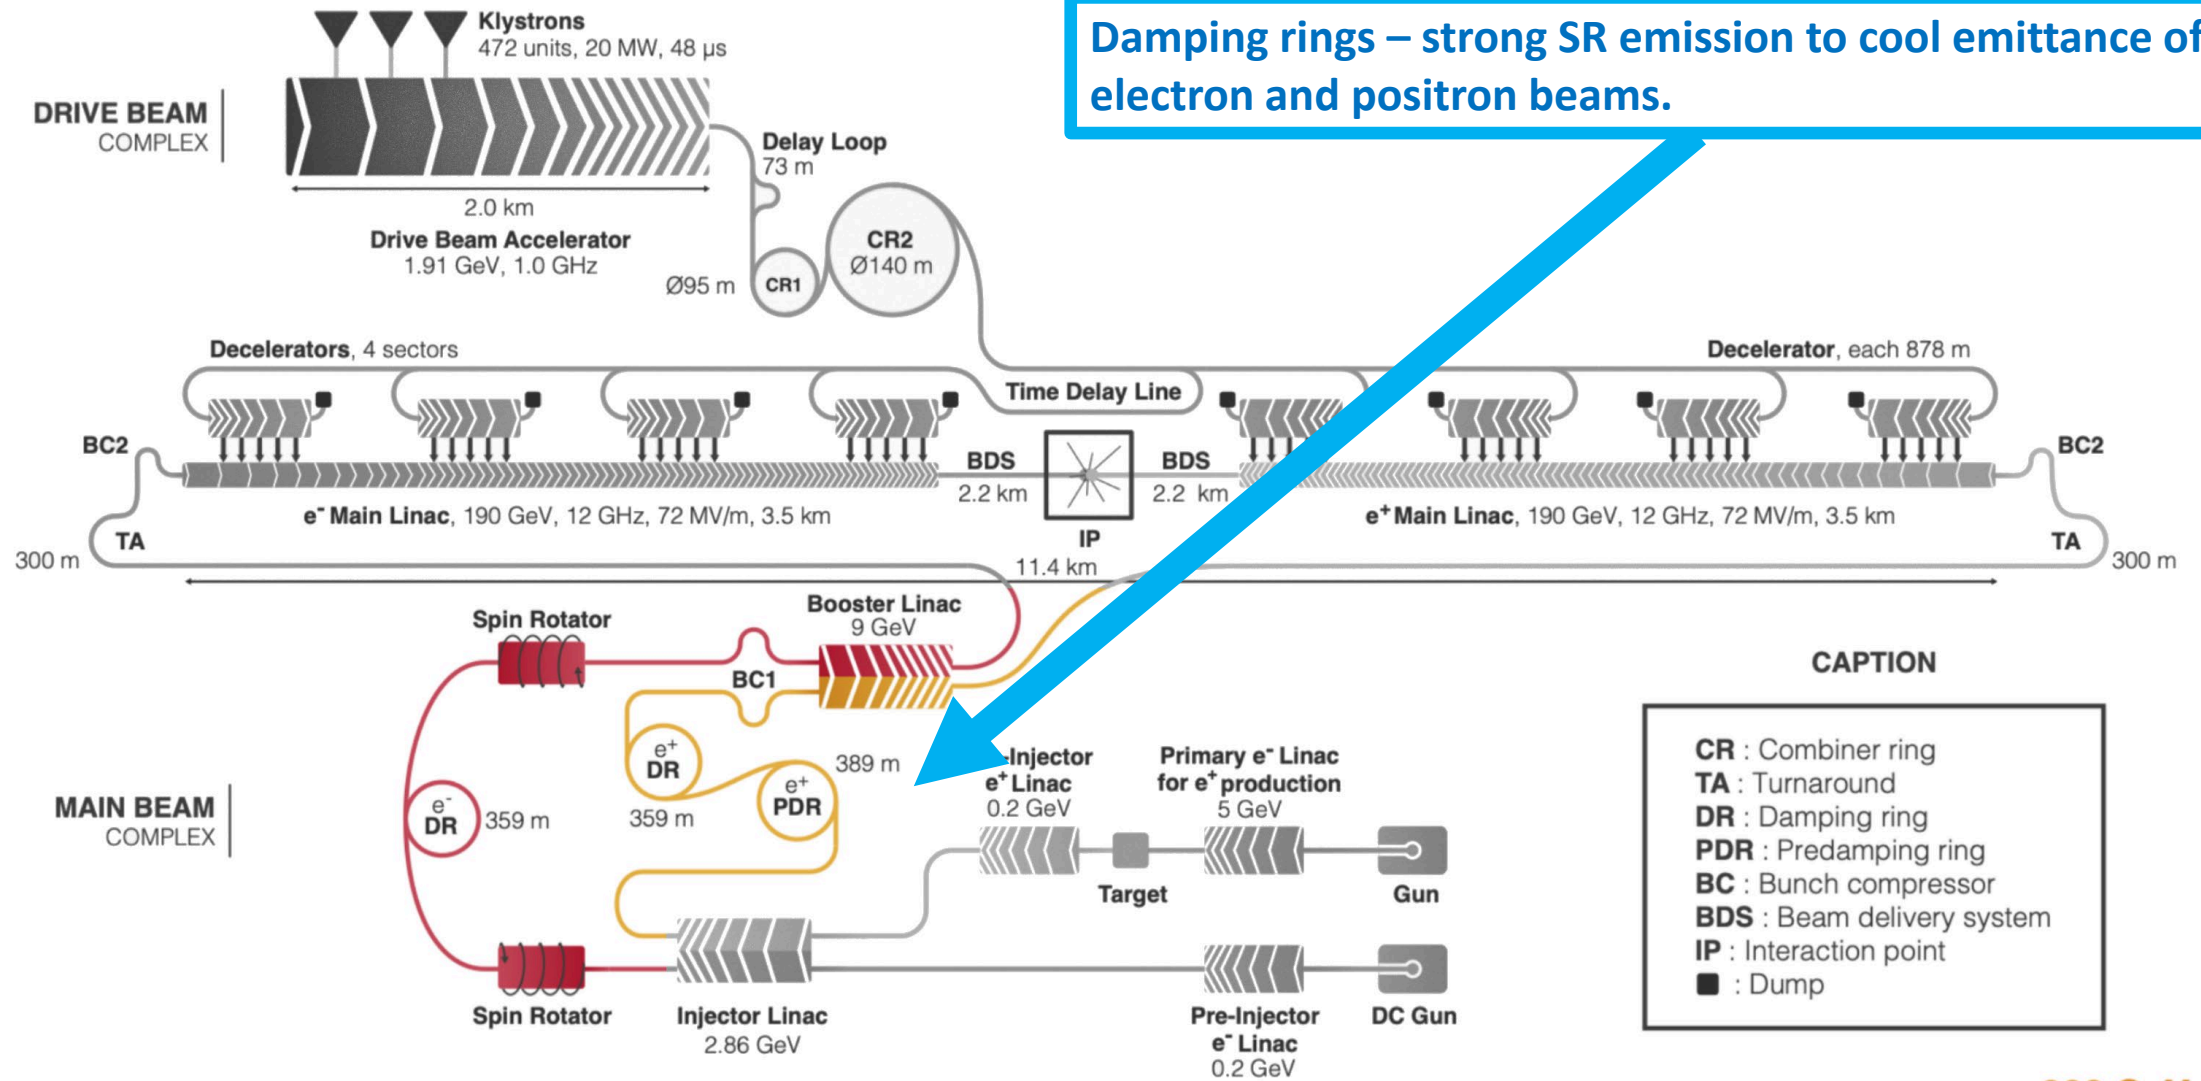 Klystrons
472 units, 20 MW, 48 µs
Damping rings – strong SR emission to cool emittance of
electron and positron beams.
DRIVE BEAM
COMPLEX
2.0 km
Drive Beam Accelerator
1.91 GeV, 1.0 GHz
Delay Loop
73 m
CR2
Ø140 m
Ø95 m
CR1
Decelerators, 4 sectors
Decelerator, each 878 m
Time Delay Line
BC2
BDS
2.2 km
BDS
2.2 km
BC2
e- Main Linac, 190 GeV, 12 GHz, 72 MV/m, 3.5 km
IP
e+ Main Linac, 190 GeV, 12 GHz, 72 MV/m, 3.5 km
TA
300 m
TA
300 m
11.4 km
Spin Rotator
Booster Linac
9 GeV
BC1
MAIN BEAM
COMPLEX
e-
DR
359 m
e+
DR
359 m
e+
PDR
389 m
-Injector
e+ Linac
0.2 GeV
Primary e- Linac
for e+ production
5 GeV
Target
Gun
Spin Rotator
Injector Linac
2.86 GeV
Pre-Injector
e- Linac
0.2 GeV
DC Gun
CAPTION
CR : Combiner ring
TA : Turnaround
DR : Damping ring
PDR : Predamping ring
BC : Bunch compressor
BDS : Beam delivery system
IP : Interaction point
: Dump